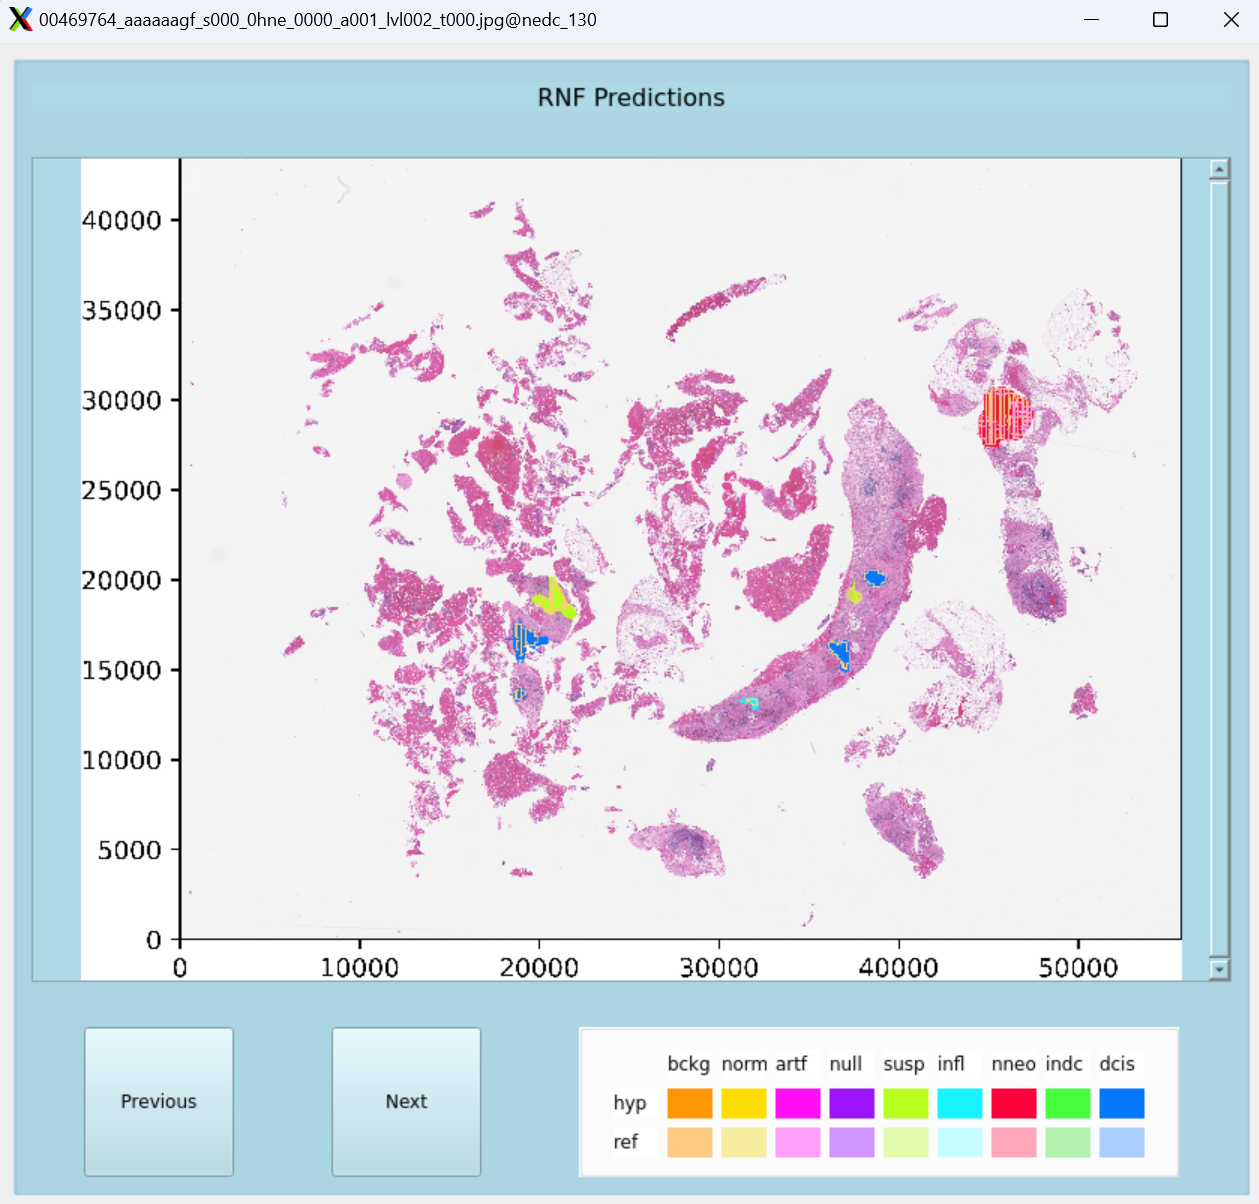 00469764_aaaaaagf_s000_0hne_0000_a001_lvl002_t000.jpg@nedc_130
RNF Predictions
40000
35000
30000
25000
20000
15000
10000
5000
0
0 10000 20000 30000 40000 50000
Previous
Next
bckg norm artf null susp infl nneo indc dcis
hyp
ref